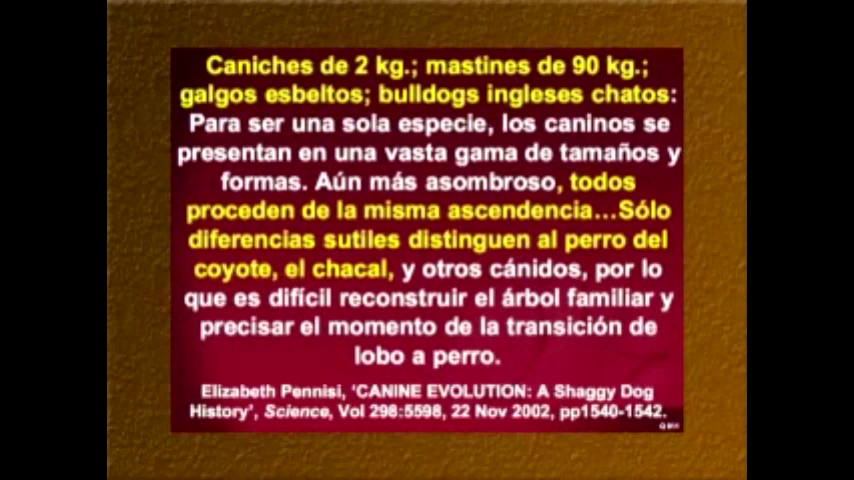 Caniches de 2 kg.; mastines de 90 kg.;
galgos esbeltos; bulldogs ingleses chatos:
Para ser una sola especie, los caninos se
presentan en una vasta gama de tamaños y
formas. Aún más asombroso, todos
proceden de la misma ascendencia…Sólo
diferencias sutiles distinguen al perro del
coyote, el chacal, y otros cánidos, por lo
que es difícil reconstruir el árbol familiar y
precisar el momento de la transición de
lobo a perro.
Elizabeth Pennisi, ‘CANINE EVOLUTION: A Shaggy Dog
History’, Science, Vol 298:5598, 22 Nov 2002, pp1540-1542.